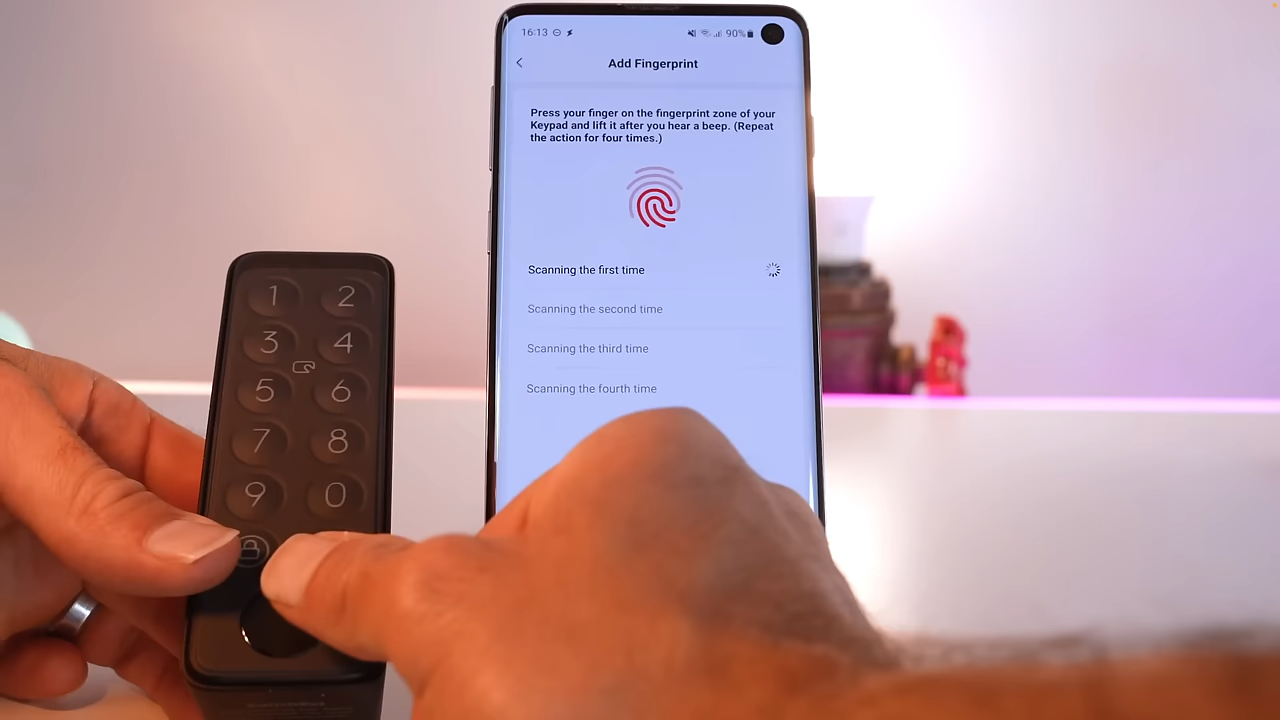 16:13
90%
Add Fingerprint
Press your finger on the fingerprint zone of your
Keypad and lift it after you hear a beep. (Repeat
the action for four times.)
Scanning the first time
Scanning the second time
Scanning the third time
Scanning the fourth time
1 2
3 4
5 6
7 8
9 0